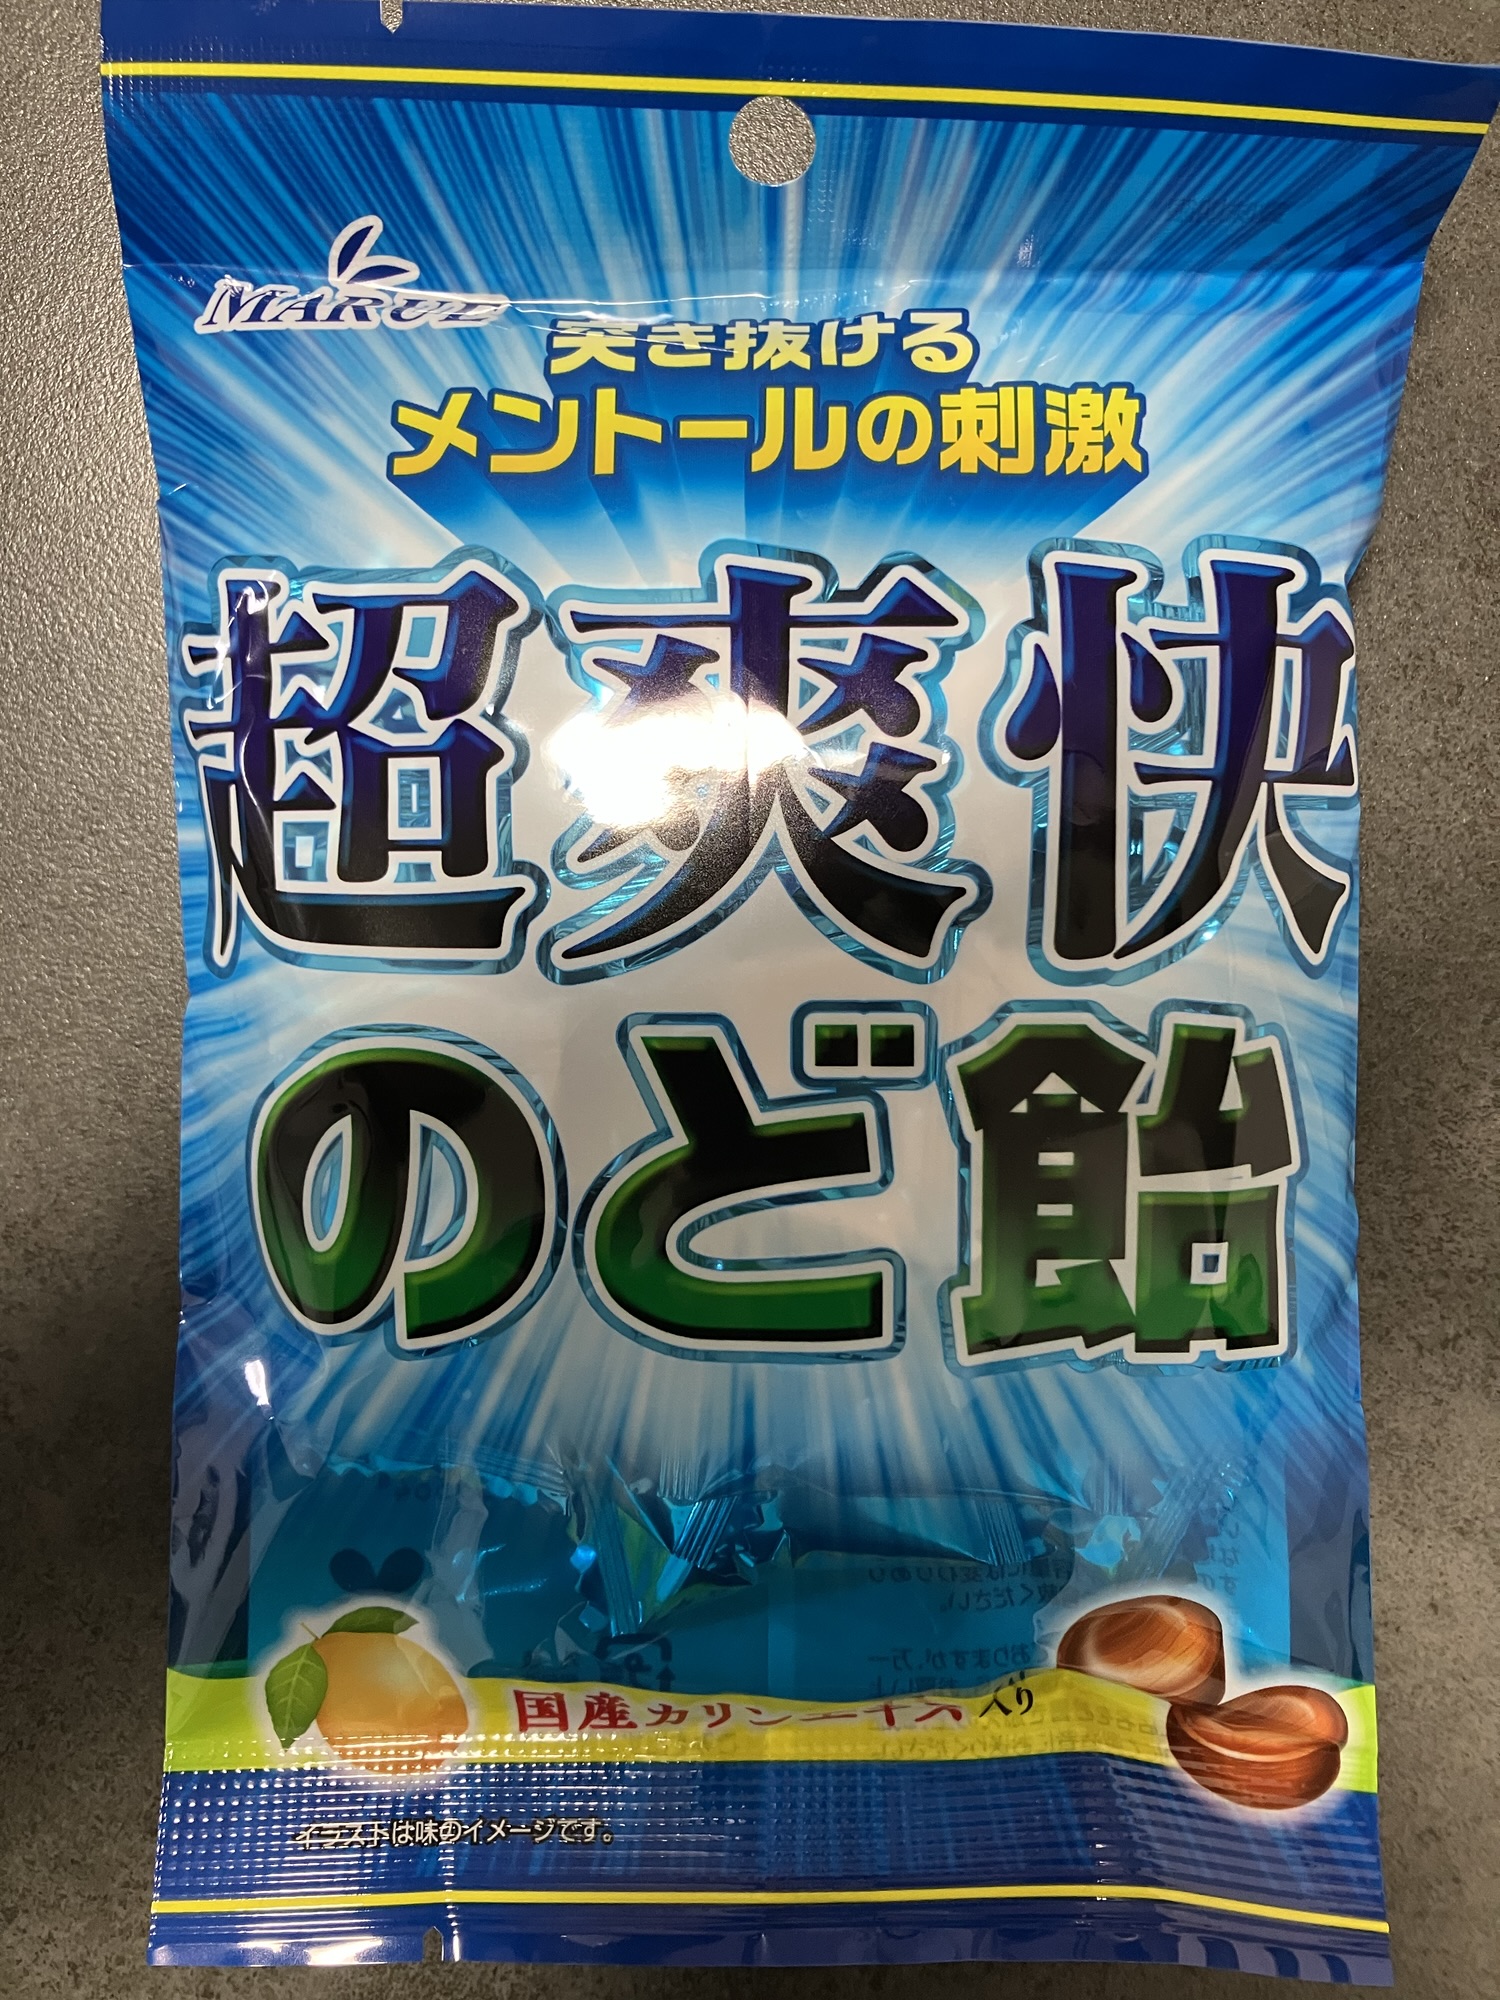 MARUE
突き抜ける
メントールの刺激
超爽快
のど飴
国産カリンエキス入り
イラストは味のイメージです。